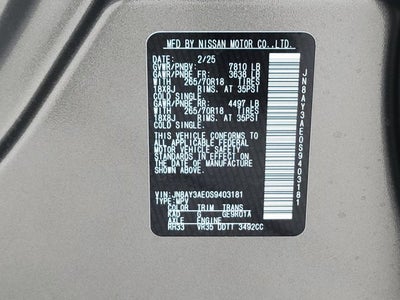 MFD BY NISSAN MOTOR CO.,LTD.
DATE: 2/25
GVWR/PNBV: 7810 LB
GAWR/PNBE FR: 3638 LB
WITH 265/70R18 TIRES,
18X8J RIMS, AT 35PSI
COLD SINGLE.
GAWR/PNBE RR: 4497 LB
WITH 265/70R18 TIRES,
18X8J RIMS, AT 35PSI
COLD SINGLE.
THIS VEHICLE CONFORMS TO
ALL APPLICABLE FEDERAL
MOTOR VEHICLE SAFETY
STANDARDS IN EFFECT ON
THE DATE OF MANUFACTURE
SHOWN ABOVE.
VIN: JN8AY3AE0S9403181
TYPE: MPV
COLOR TRIM TRANS
KAD G GE9R01A
AXLE ENGINE
RH33 VR35 DDTT 3492CC
JN8AY3AE0S9403181